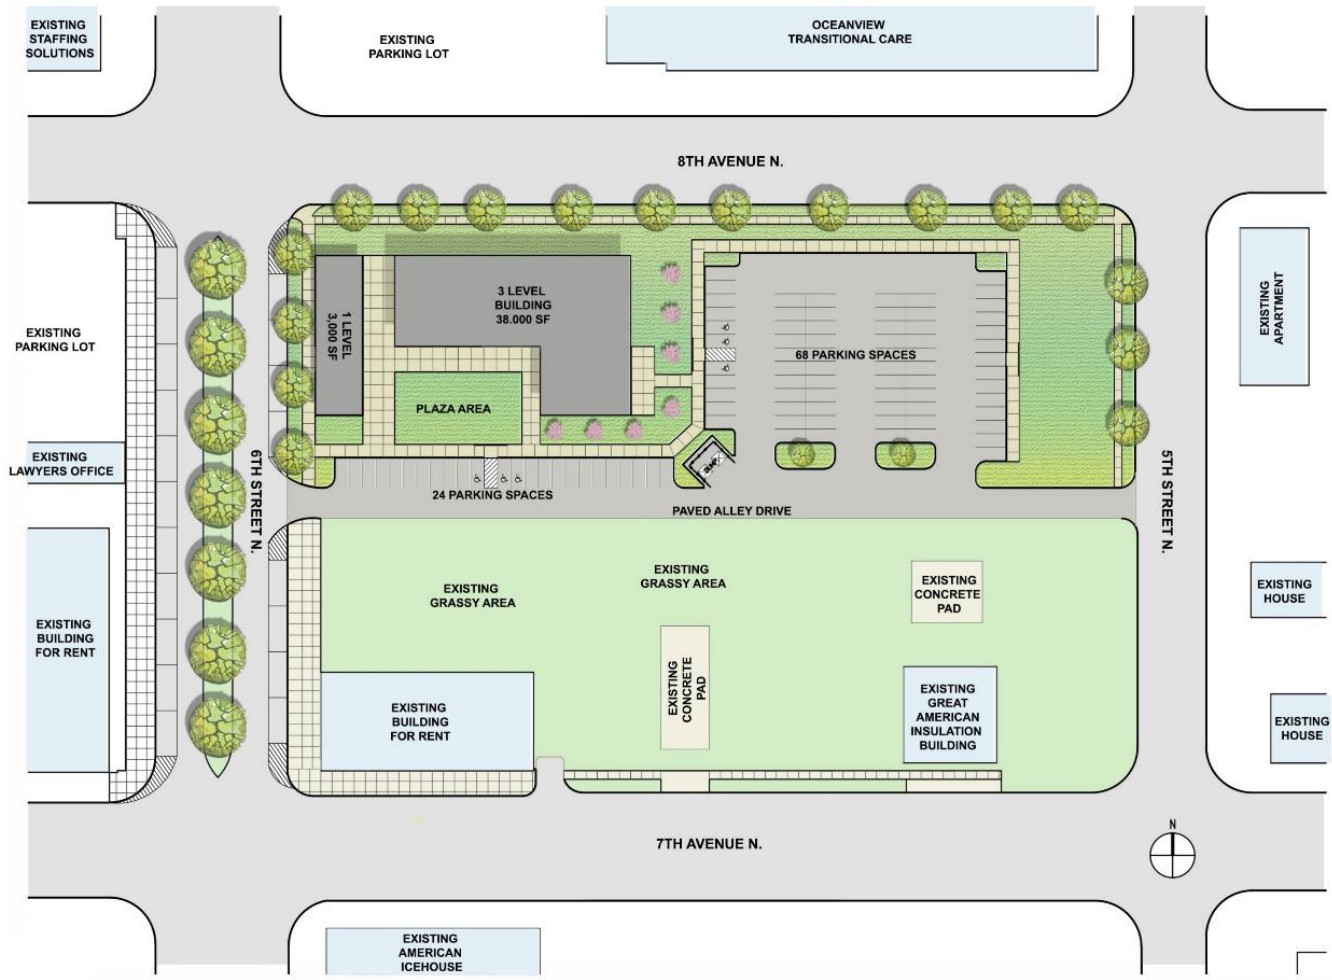 EXISTING
STAFFING
SOLUTIONS
EXISTING
PARKING LOT
OCEANVIEW
TRANSITIONAL CARE
8TH AVENUE N.
EXISTING
PARKING LOT
1 LEVEL
3,000 SF
3 LEVEL
BUILDING
38.000 SF
68 PARKING SPACES
EXISTING
APARTMENT
PLAZA AREA
EXISTING
LAWYERS OFFICE
6TH STREET N.
24 PARKING SPACES
PAVED ALLEY DRIVE
5TH STREET N.
EXISTING
GRASSY AREA
EXISTING
GRASSY AREA
EXISTING
CONCRETE
PAD
EXISTING
HOUSE
EXISTING
BUILDING
FOR RENT
EXISTING
BUILDING
FOR RENT
EXISTING
CONCRETE
PAD
EXISTING
GREAT
AMERICAN
INSULATION
BUILDING
EXISTING
HOUSE
7TH AVENUE N.
N
EXISTING
AMERICAN
ICEHOUSE